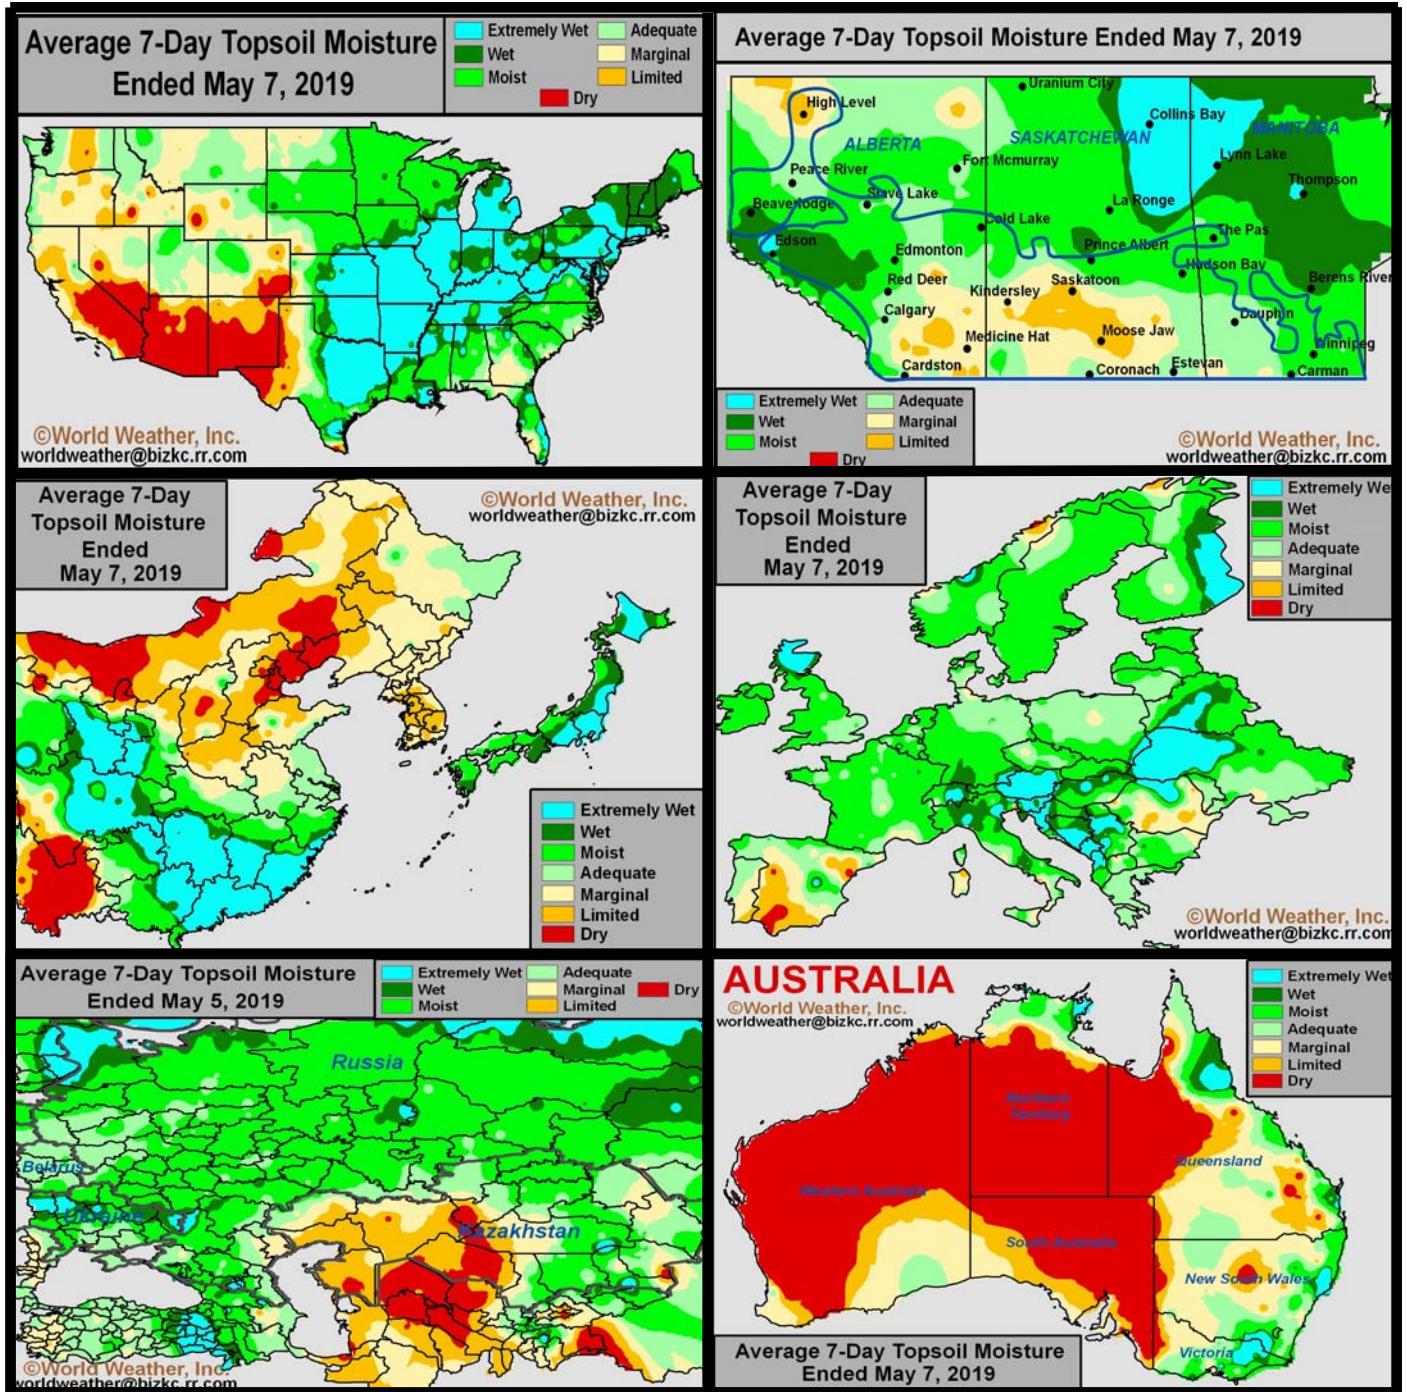 Average 7-Day Topsoil Moisture
Ended May 7, 2019
Extremely Wet
Adequate
Wet
Marginal
Moist
Limited
Dry
©World Weather, Inc.
worldweather@bizkc.rr.com
Average 7-Day Topsoil Moisture Ended May 7, 2019
Uranium City
High Level
Collins Bay
ALBERTA
SASKATCHEWAN
MANITOBA
Fort Mcmurray
Lynn Lake
Peace River
Thompson
Slave Lake
Beaverlodge
La Ronge
Cold Lake
The Pas
Edson
Edmonton
Prince Albert
Hudson Bay
Red Deer
Saskatoon
Berens River
Kindersley
Calgary
Dauphin
Moose Jaw
Medicine Hat
Winnipeg
Cardston
Coronach
Estevan
Carman
Extremely Wet
Adequate
Wet
Marginal
Moist
Limited
Dry
©World Weather, Inc.
worldweather@bizkc.rr.com
Average 7-Day
Topsoil Moisture
Ended
May 7, 2019
©World Weather, Inc.
worldweather@bizkc.rr.com
Extremely Wet
Wet
Moist
Adequate
Marginal
Limited
Dry
Average 7-Day
Topsoil Moisture
Ended
May 7, 2019
Extremely We
Wet
Moist
Adequate
Marginal
Limited
Dry
©World Weather, Inc.
worldweather@bizkc.rr.com
Average 7-Day Topsoil Moisture
Ended May 5, 2019
Extremely Wet
Adequate
Wet
Marginal
Dry
Moist
Limited
Russia
Belarus
Ukraine
Kazakhstan
©World Weather, Inc.
worldweather@bizkc.rr.com
AUSTRALIA
©World Weather, Inc.
worldweather@bizkc.rr.com
Extremely Wet
Wet
Moist
Adequate
Marginal
Limited
Dry
Northern
Territory
Queensland
Western Australia
South Australia
New South Wales
Victoria
Average 7-Day Topsoil Moisture
Ended May 7, 2019